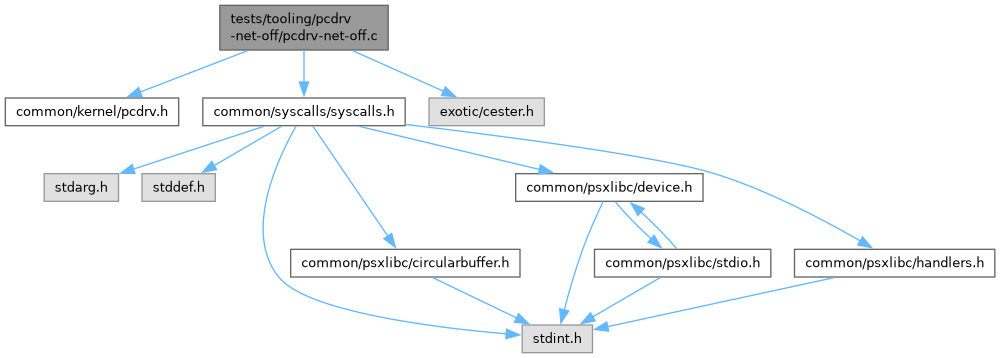 tests/tooling/pcdrv
-net-off/pcdrv-net-off.c
common/kernel/pcdrv.h
common/syscalls/syscalls.h
exotic/cester.h
stdarg.h
stddef.h
common/psxlibc/device.h
common/psxlibc/circularbuffer.h
common/psxlibc/stdio.h
common/psxlibc/handlers.h
stdint.h